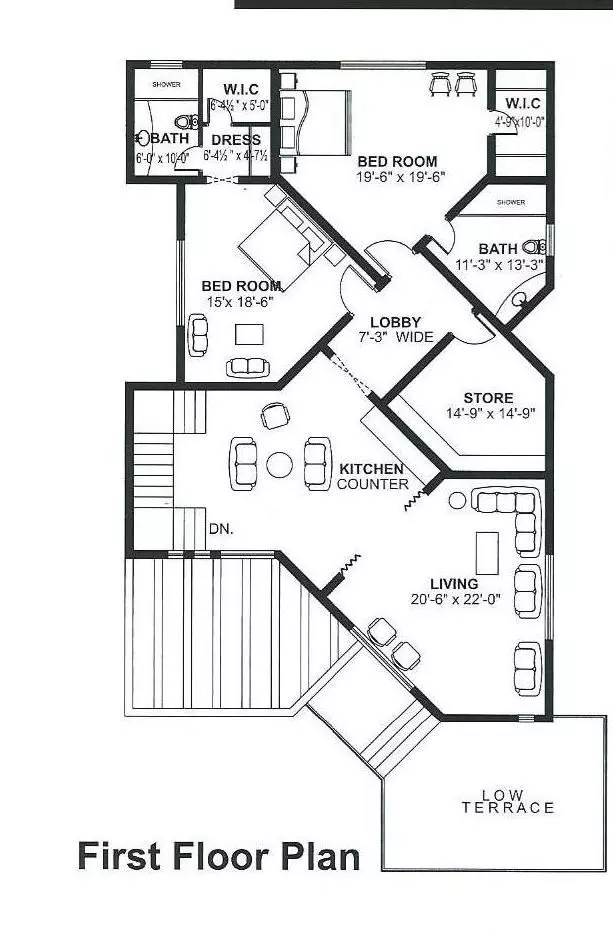 SHOWER
W.I.C
6'-4½" x 5'-0"
BATH
6'-0" x 10'-0"
DRESS
6'-4½" x 4'-7½
BED ROOM
19'-6" x 19'-6"
W.I.C
4'-9"x10'-0"
SHOWER
BATH
11'-3" x 13'-3"
BED ROOM
15'x 18'-6"
LOBBY
7'-3" WIDE
STORE
14'-9" x 14'-9"
KITCHEN
COUNTER
DN.
LIVING
20'-6" x 22'-0"
LOW
TERRACE
First Floor Plan